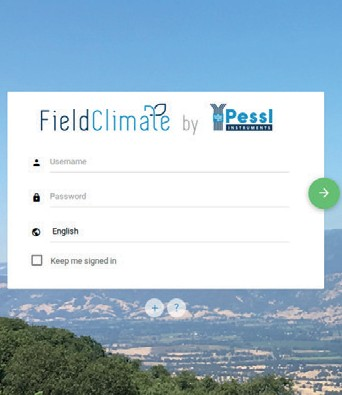 FieldClimate by Pessl
INSTRUMENTS
Username
Password
English
Keep me signed in
+ ?